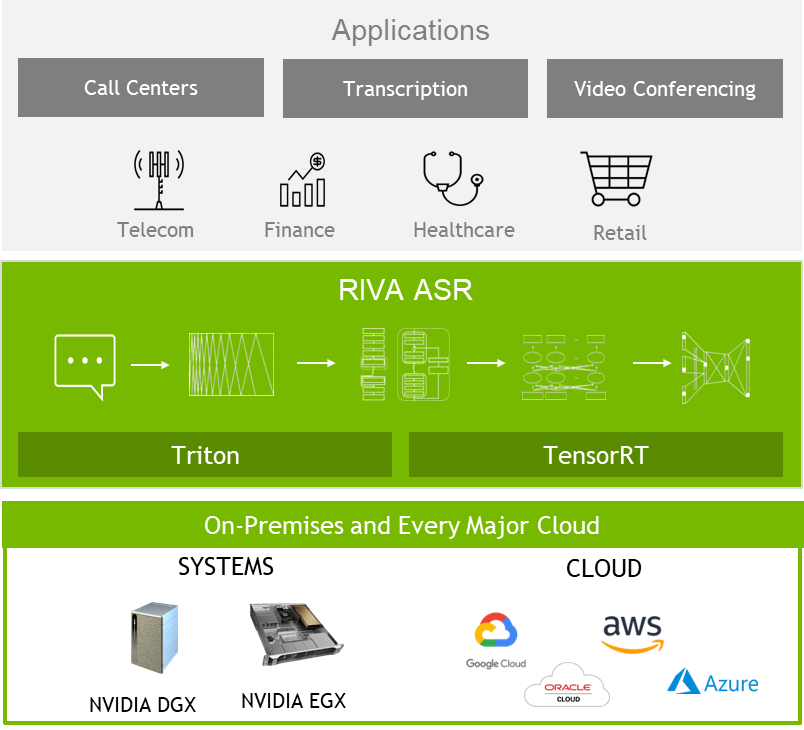 Applications
Call Centers
Transcription
Video Conferencing
Telecom
Finance
Healthcare
Retail
RIVA ASR
Triton
TensorRT
On-Premises and Every Major Cloud
SYSTEMS
CLOUD
NVIDIA DGX
NVIDIA EGX
Google Cloud
aws
ORACLE
CLOUD
Azure